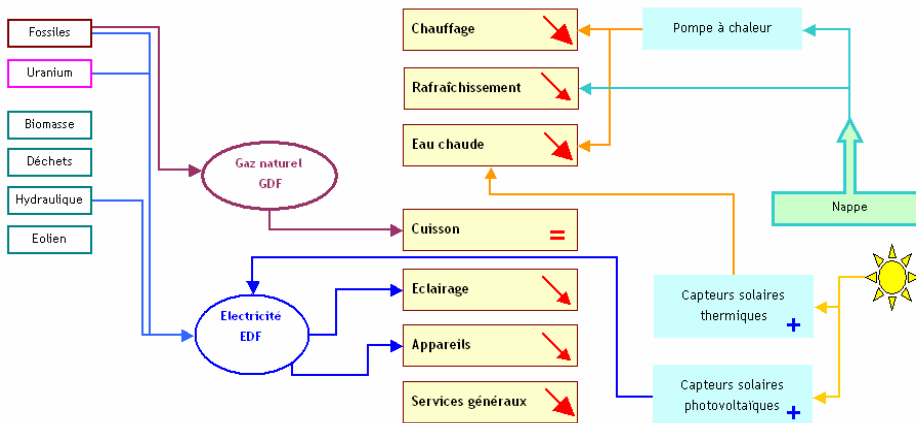 Fossiles
Uranium
Biomasse
Déchets
Hydraulique
Eolien
Gaz naturel
GDF
Electricité
EDF
Chauffage
Rafraîchissement
Eau chaude
Cuisson
=
Eclairage
Appareils
Services généraux
Pompe à chaleur
Nappe
Capteurs solaires
thermiques
+
Capteurs solaires
photovoltaïques
+